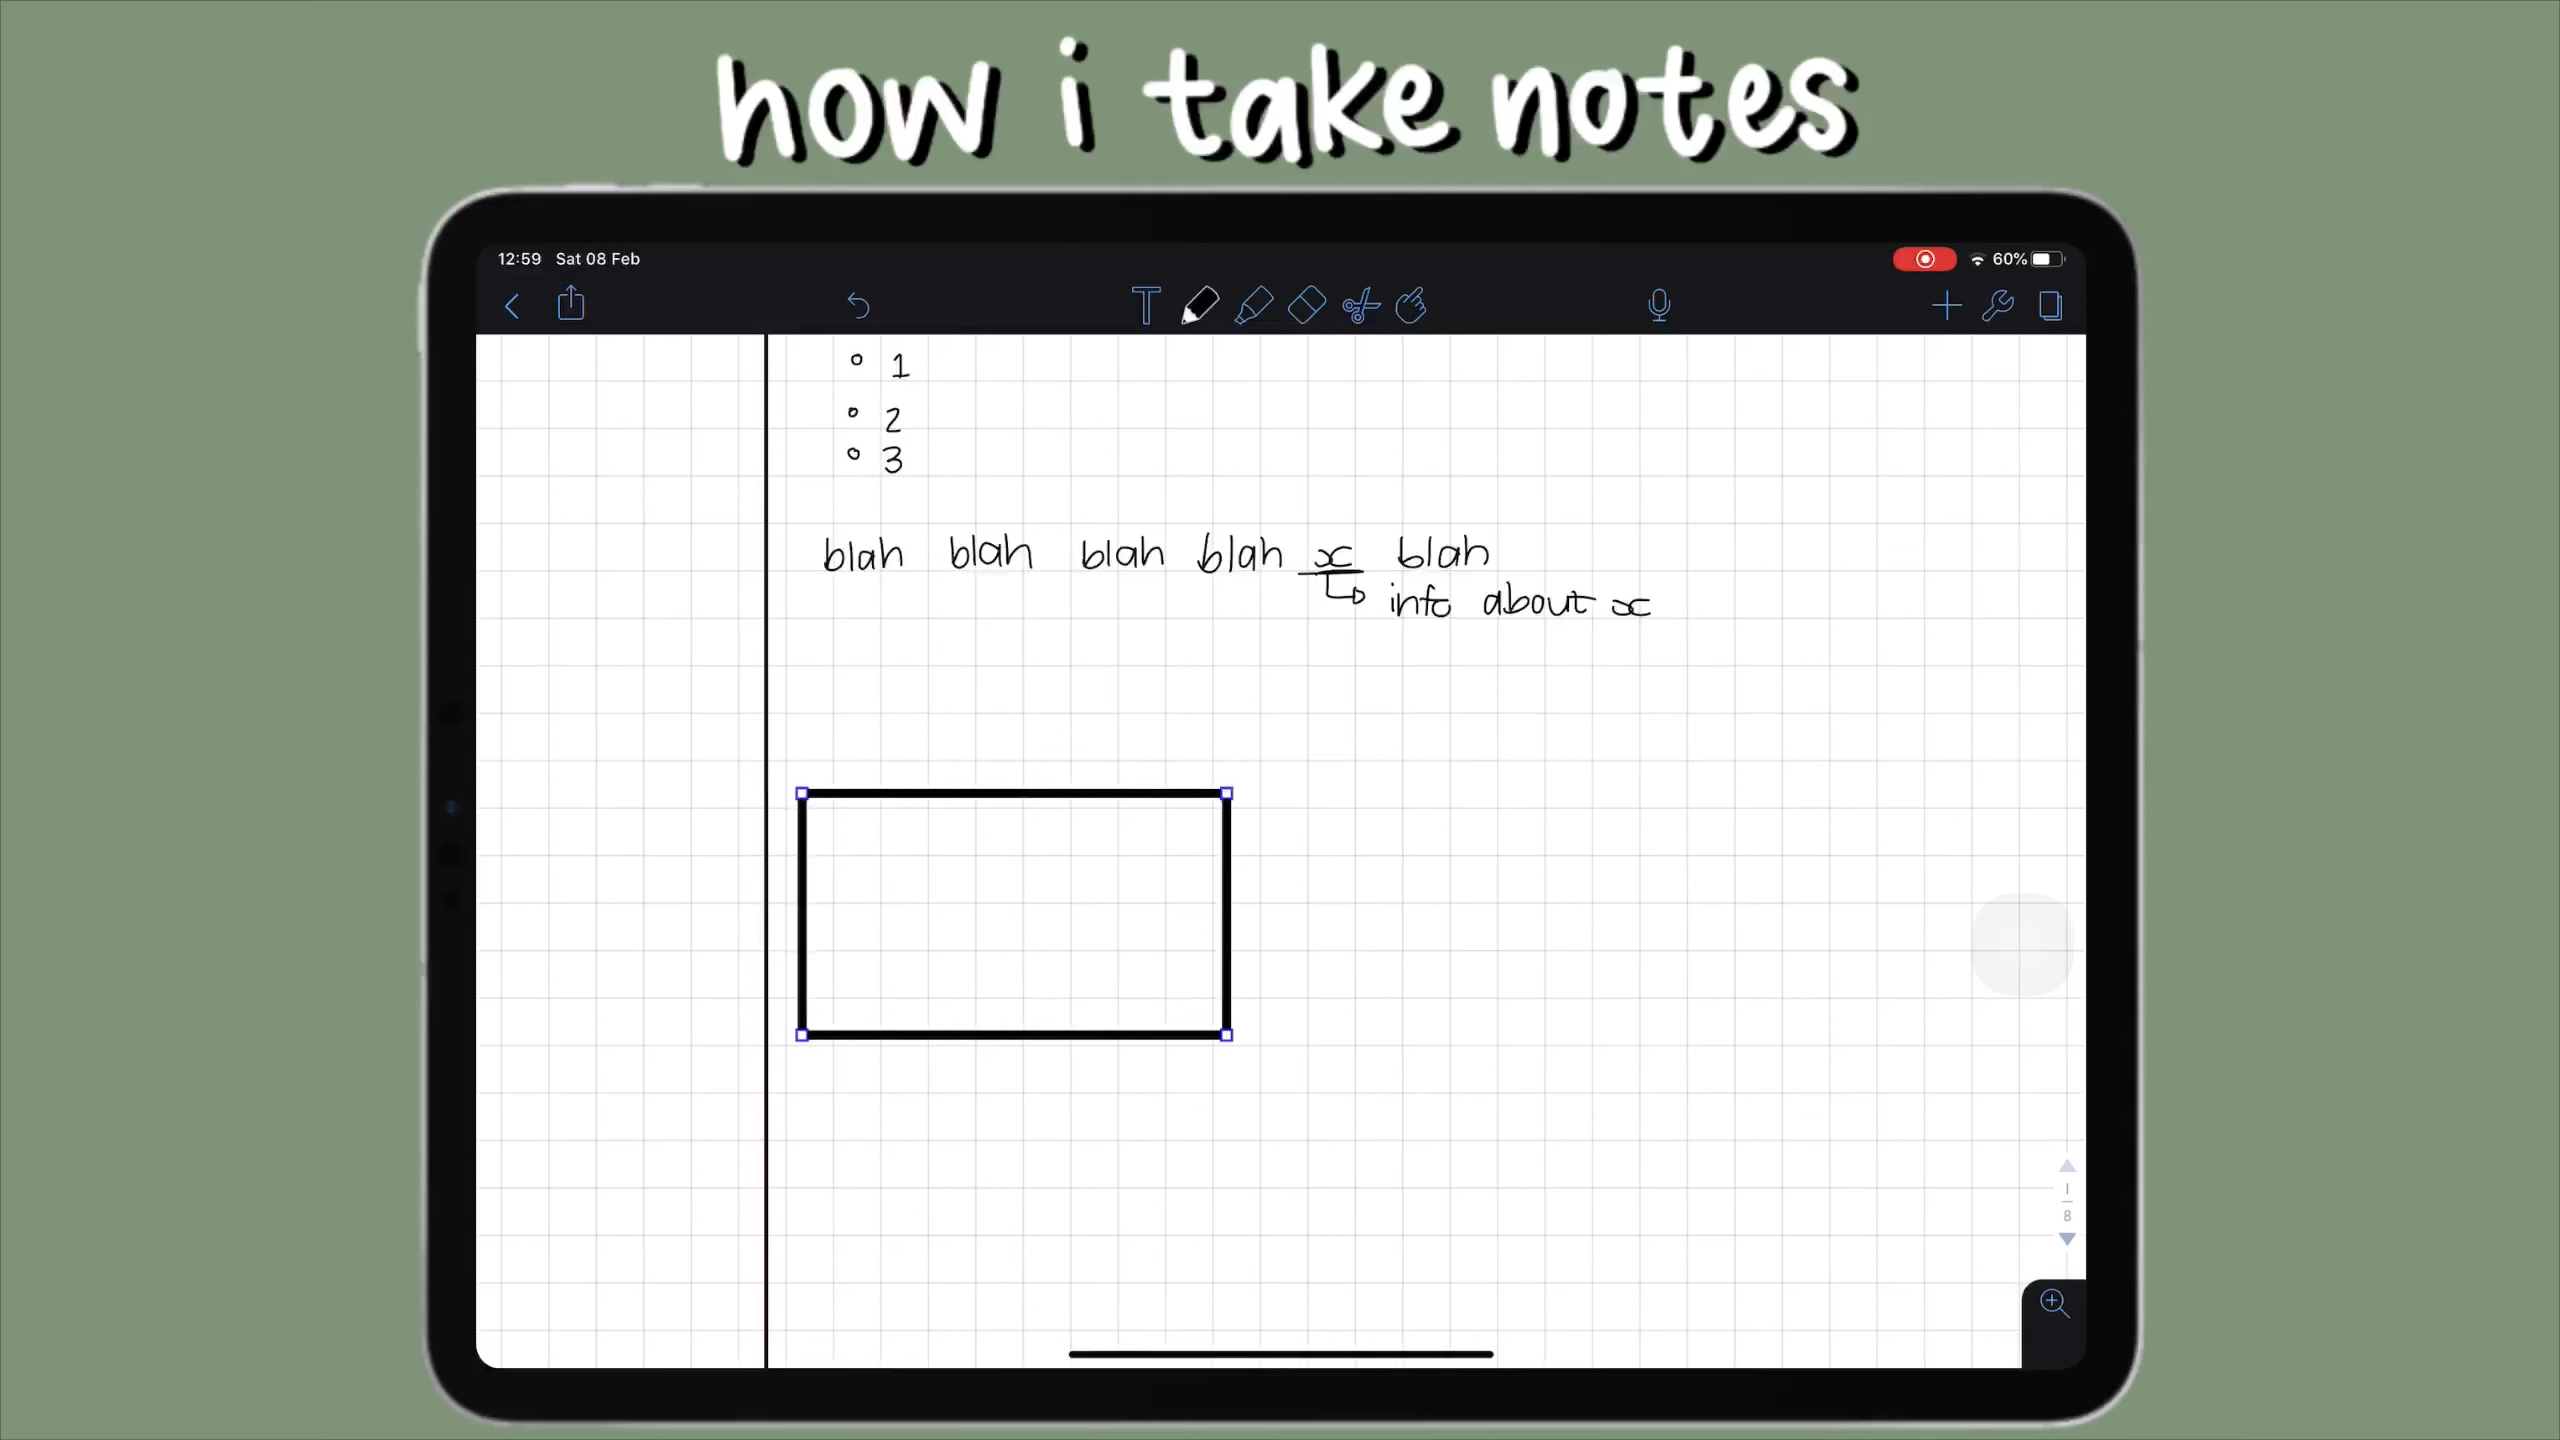 how i take notes
12:59 Sat 08 Feb
60%
T
° 1
° 2
° 3
blah blah blah blah x blah
↳ info about x
1
8